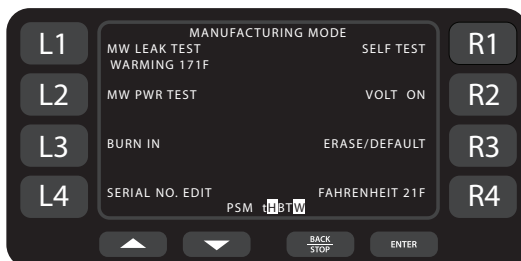 MANUFACTURING MODE
L1 MW LEAK TEST SELF TEST R1
WARMING 171F
L2 MW PWR TEST VOLT ON R2
L3 BURN IN ERASE/DEFAULT R3
L4 SERIAL NO. EDIT FAHRENHEIT 21F R4
PSM tHBTW
BACK
STOP
ENTER